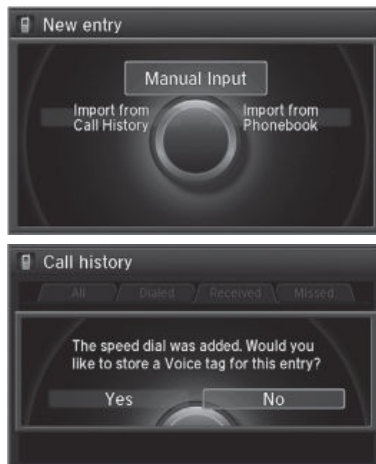 New entry
Manual Input
Import from
Call History
Import from
Phonebook
Call history
All Dialed Received Missed
The speed dial was added. Would you
like to store a Voice tag for this entry?
Yes No